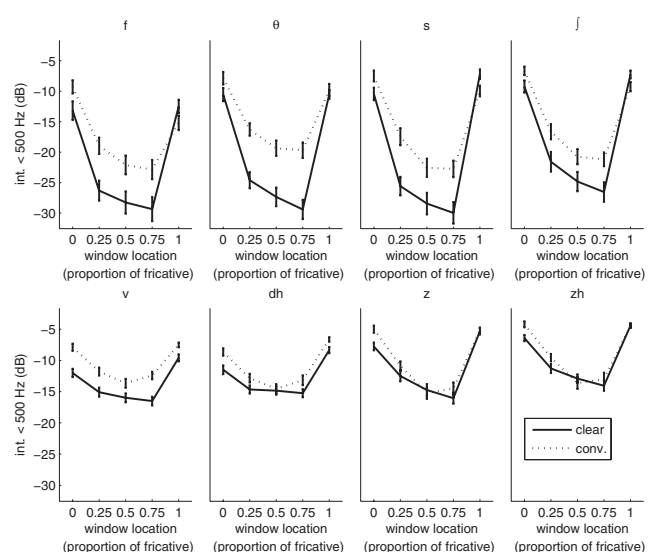 f θ s ʃ
int. < 500 Hz (dB)
−5
−10
−15
−20
−25
−30
0 0.25 0.5 0.75 1 0 0.25 0.5 0.75 1 0 0.25 0.5 0.75 1 0 0.25 0.5 0.75 1
window location window location window location window location
(proportion of fricative) (proportion of fricative) (proportion of fricative) (proportion of fricative)
v dh z zh
int. < 500 Hz (dB)
−5
−10
−15
−20
−25
−30
clear
conv.
0 0.25 0.5 0.75 1 0 0.25 0.5 0.75 1 0 0.25 0.5 0.75 1 0 0.25 0.5 0.75 1
window location window location window location window location
(proportion of fricative) (proportion of fricative) (proportion of fricative) (proportion of fricative)